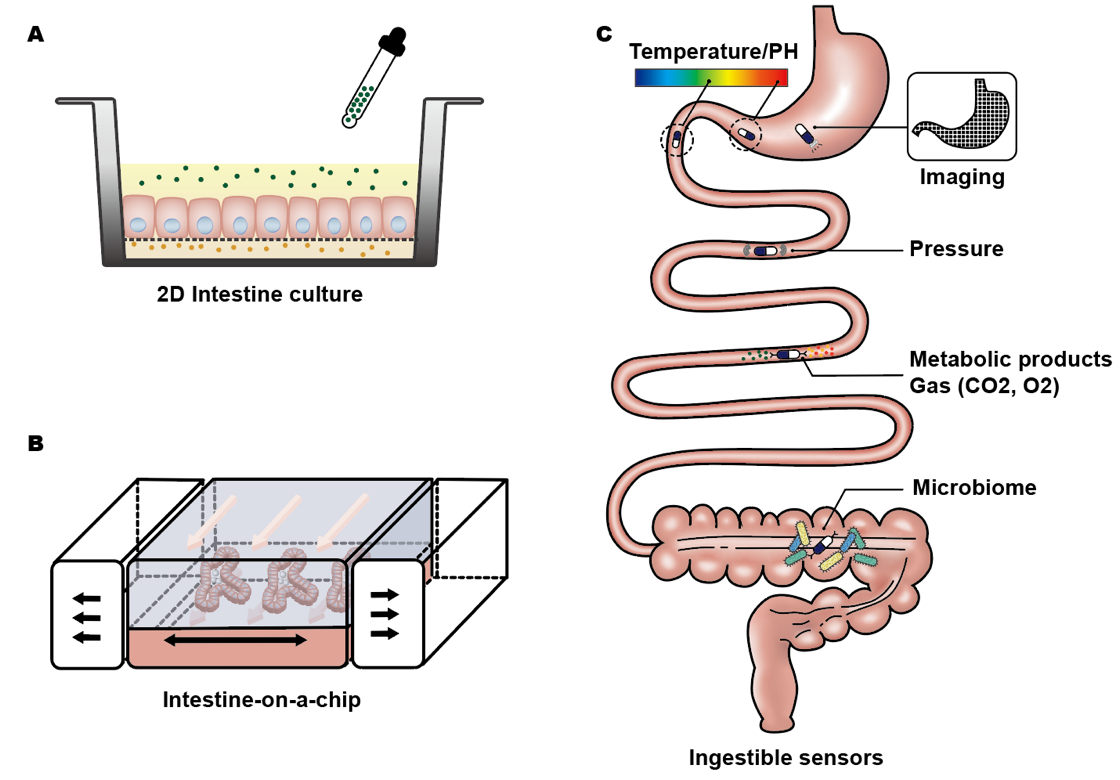 A
2D Intestine culture
B
Intestine-on-a-chip
C
Temperature/PH
Imaging
Pressure
Metabolic products
Gas (CO2, O2)
Microbiome
Ingestible sensors